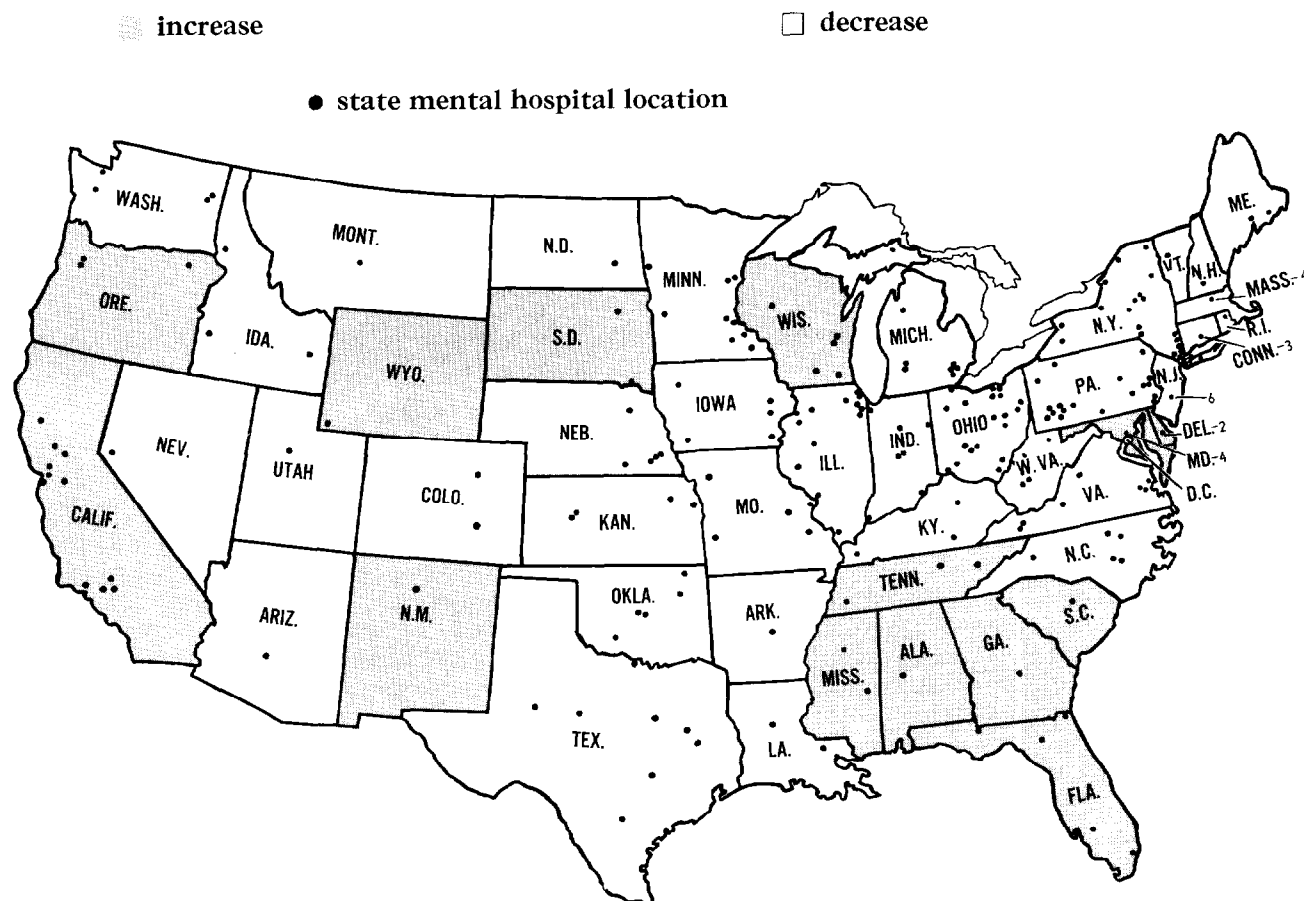 increase
decrease
state mental hospital location
WASH.
MONT.
N.D.
MINN.
ME.
VT.
N.H.
ORE.
IDA.
WYO.
S.D.
WIS.
MICH.
N.Y.
MASS.-4
R.I.
CONN.-3
NEV.
UTAH
COLO.
NEB.
IOWA
ILL.
IND.
OHIO
PA.
N.J.
6
DEL.-2
MD.-4
D.C.
W. VA.
VA.
CALIF.
KAN.
MO.
KY.
ARIZ.
N.M.
OKLA.
ARK.
TENN.
N.C.
S.C.
MISS.
ALA.
GA.
TEX.
LA.
FLA.